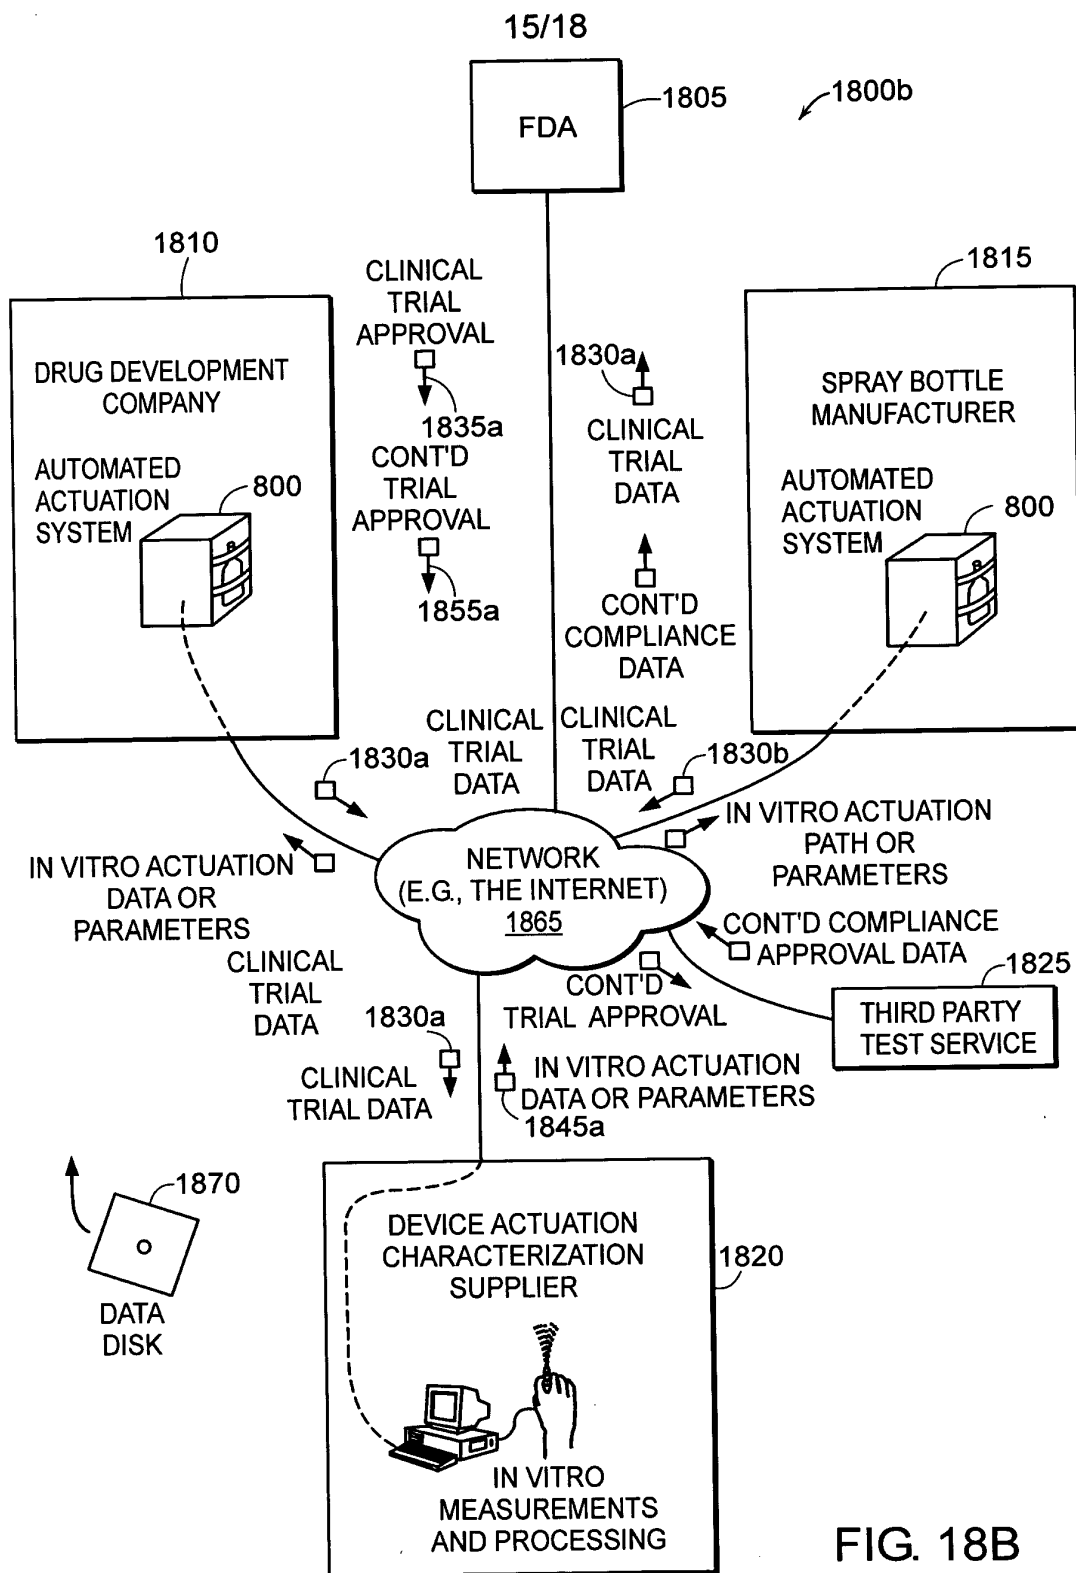 15/18
FDA
1805
1800b
1810
DRUG DEVELOPMENT
COMPANY
AUTOMATED
ACTUATION
SYSTEM
800
CLINICAL
TRIAL
APPROVAL
1835a
CONT'D
TRIAL
APPROVAL
1855a
1830a
CLINICAL
TRIAL
DATA
CONT'D
COMPLIANCE
DATA
1815
SPRAY BOTTLE
MANUFACTURER
AUTOMATED
ACTUATION
SYSTEM
800
CLINICAL
TRIAL
DATA
CLINICAL
TRIAL
DATA
1830a
1830b
IN VITRO ACTUATION
DATA OR
PARAMETERS
NETWORK
(E.G., THE INTERNET)
1865
IN VITRO ACTUATION
PATH OR
PARAMETERS
CONT'D COMPLIANCE
APPROVAL DATA
1825
THIRD PARTY
TEST SERVICE
CLINICAL
TRIAL
DATA
1830a
CLINICAL
TRIAL DATA
CONT'D
TRIAL APPROVAL
IN VITRO ACTUATION
DATA OR PARAMETERS
1845a
1870
DATA
DISK
DEVICE ACTUATION
CHARACTERIZATION
SUPPLIER
1820
IN VITRO
MEASUREMENTS
AND PROCESSING
FIG. 18B